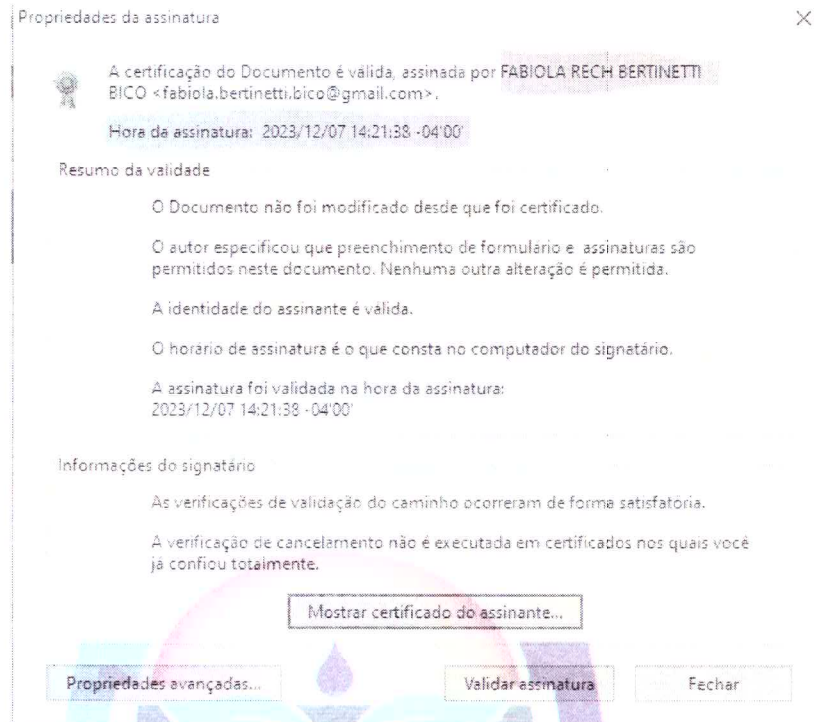 Propriedades da assinatura
A certificação do Documento é válida, assinada por FABIOLA RECH BERTINETTI
BICO <fabiola.bertinetti.bico@gmail.com>.
Hora da assinatura: 2023/12/07 14:21:38 -04'00'
Resumo da validade
O Documento não foi modificado desde que foi certificado.
O autor especificou que preenchimento de formulário e assinaturas são
permitidos neste documento. Nenhuma outra alteração é permitida.
A identidade do assinante é válida.
O horário de assinatura é o que consta no computador do signatário.
A assinatura foi validada na hora da assinatura:
2023/12/07 14:21:38 -04'00'
Informações do signatário
As verificações de validação do caminho ocorreram de forma satisfatória.
A verificação de cancelamento não é executada em certificados nos quais você
já confiou totalmente.
Mostrar certificado do assinante...
Propriedades avançadas...
Validar assinatura
Fechar